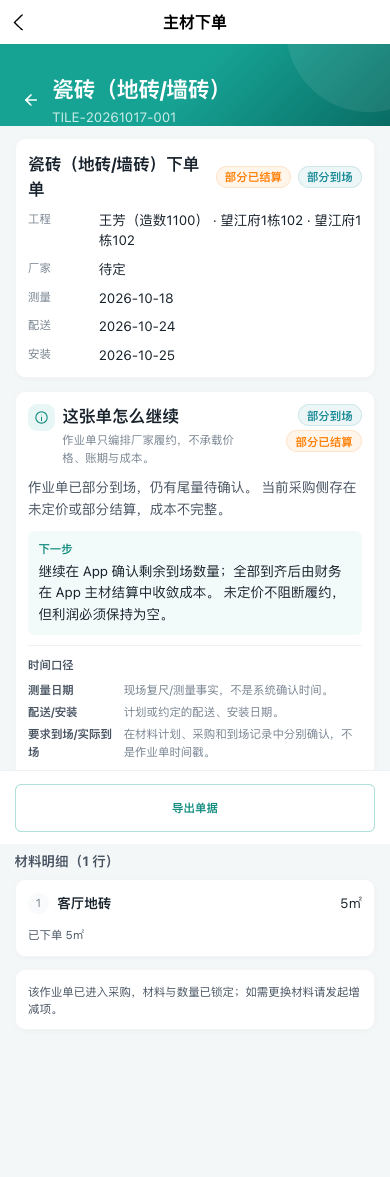 主材下单
瓷砖（地砖/墙砖）
TILE-20261017-001
瓷砖（地砖/墙砖）下单
单
部分已结算
部分到场
工程
王芳（造数1100） · 望江府1栋102 · 望江府1
栋102
厂家
待定
测量
2026-10-18
配送
2026-10-24
安装
2026-10-25
这张单怎么继续
部分到场
作业单只编排厂家履约，不承载价
格、账期与成本。
部分已结算
作业单已部分到场，仍有尾量待确认。 当前采购侧存在
未定价或部分结算，成本不完整。
下一步
继续在 App 确认剩余到场数量；全部到齐后由财务
在 App 主材结算中收敛成本。 未定价不阻断履约，
但利润必须保持为空。
时间口径
测量日期
现场复尺/测量事实，不是系统确认时间。
配送/安装
计划或约定的配送、安装日期。
要求到场/实际到
场
在材料计划、采购和到场记录中分别确认，不
是作业单时间戳。
导出单据
材料明细（1 行）
1
客厅地砖
5㎡
已下单 5㎡
该作业单已进入采购，材料与数量已锁定；如需更换材料请发起增
减项。